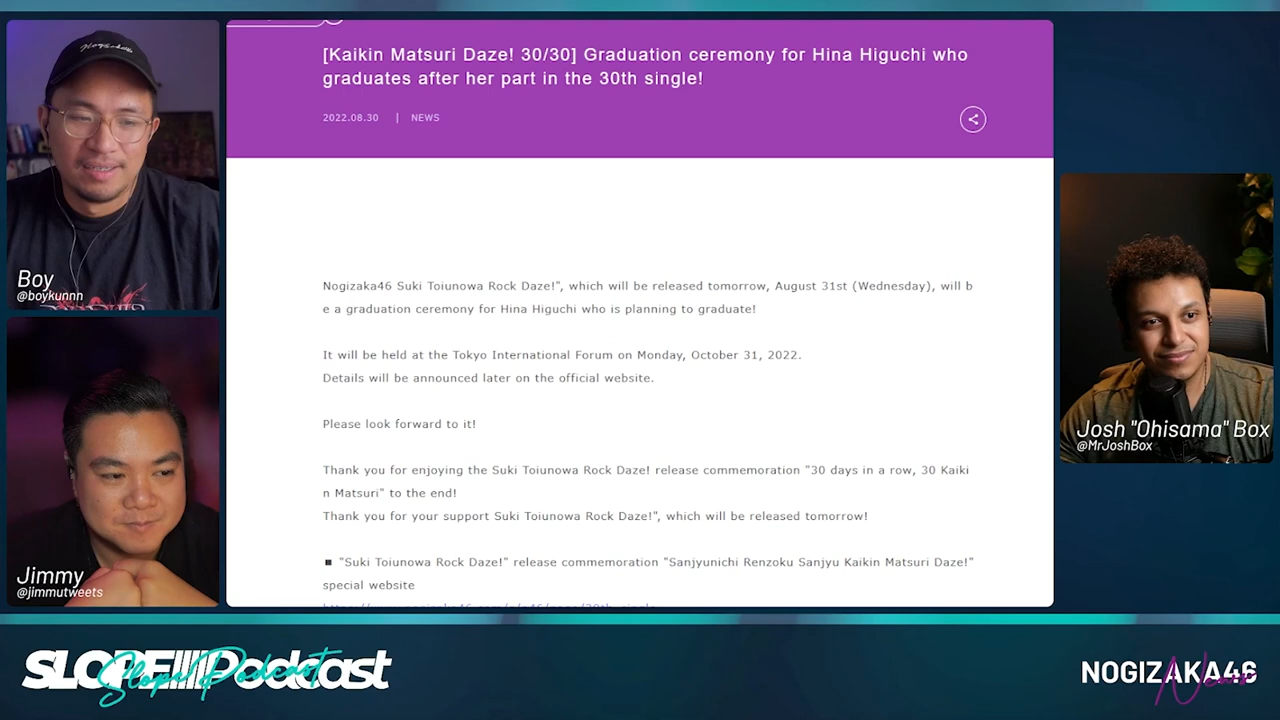 [Kaikin Matsuri Daze! 30/30] Graduation ceremony for Hina Higuchi who
graduates after her part in the 30th single!
2022.08.30 | NEWS
Nogizaka46 Suki Toiunowa Rock Daze!", which will be released tomorrow, August 31st (Wednesday), will b
e a graduation ceremony for Hina Higuchi who is planning to graduate!
It will be held at the Tokyo International Forum on Monday, October 31, 2022.
Details will be announced later on the official website.
Please look forward to it!
Thank you for enjoying the Suki Toiunowa Rock Daze! release commemoration "30 days in a row, 30 Kaiki
n Matsuri" to the end!
Thank you for your support Suki Toiunowa Rock Daze!", which will be released tomorrow!
■ "Suki Toiunowa Rock Daze!" release commemoration "Sanjyunichi Renzoku Sanjyu Kaikin Matsuri Daze!"
special website
Boy
@boykunnn
Jimmy
@jimmutweets
Josh "Ohisama" Box
@MrJoshBox
SLOPE Podcast
Slope Podcast
NOGIZAKA46
News